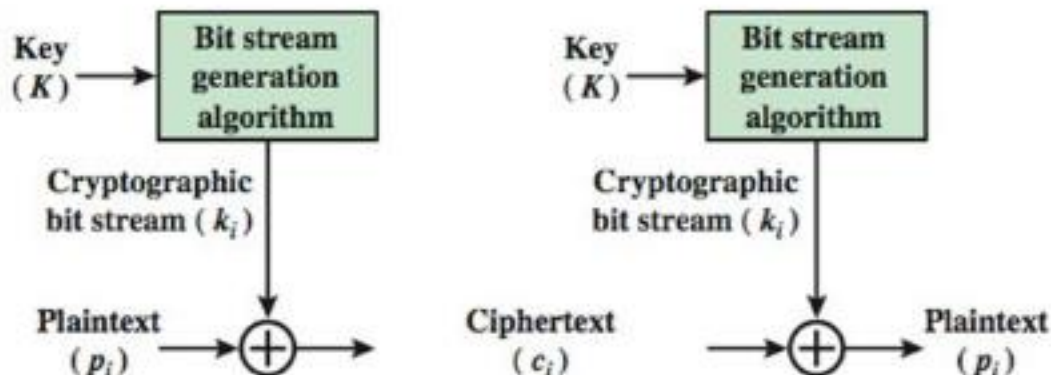 Key
(K)
Bit stream
generation
algorithm
Cryptographic
bit stream (kᵢ)
Plaintext
(pᵢ)
Ciphertext
(cᵢ)
Key
(K)
Bit stream
generation
algorithm
Cryptographic
bit stream (kᵢ)
Plaintext
(pᵢ)